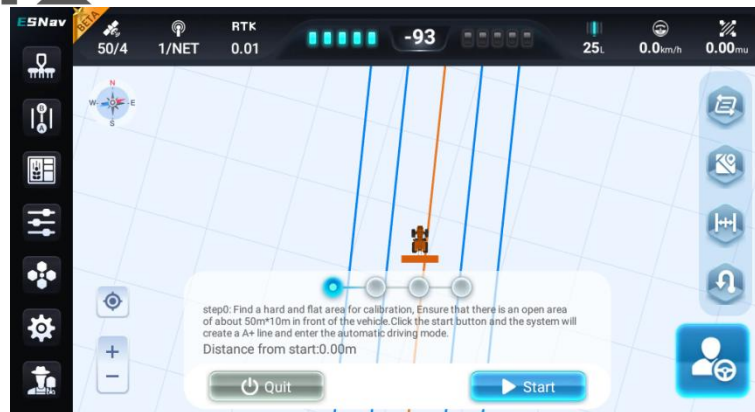 ESNav
BETA
50/4
1/NET
RTK
0.01
-93
25L
0.0km/h
0.00mu
N
W
E
S
B
A
step0: Find a hard and flat area for calibration, Ensure that there is an open area
of about 50m*10m in front of the vehicle.Click the start button and the system will
create a A+ line and enter the automatic driving mode.
Distance from start:0.00m
Quit
Start